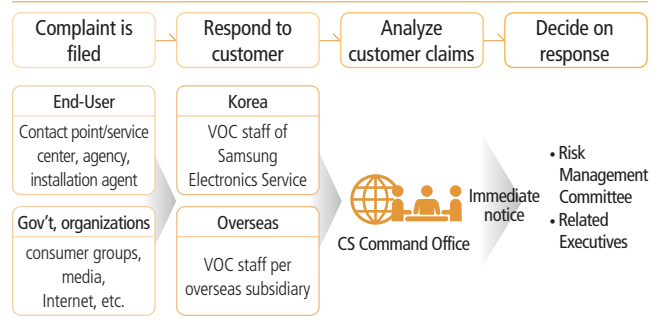 Complaint is
filed
Respond to
customer
Analyze
customer claims
Decide on
response
End-User
Contact point/service
center, agency,
installation agent
Gov't, organizations
consumer groups,
media,
Internet, etc.
Korea
VOC staff of
Samsung
Electronics Service
Overseas
VOC staff per
overseas subsidiary
CS Command Office
Immediate
notice
• Risk
Management
Committee
• Related
Executives